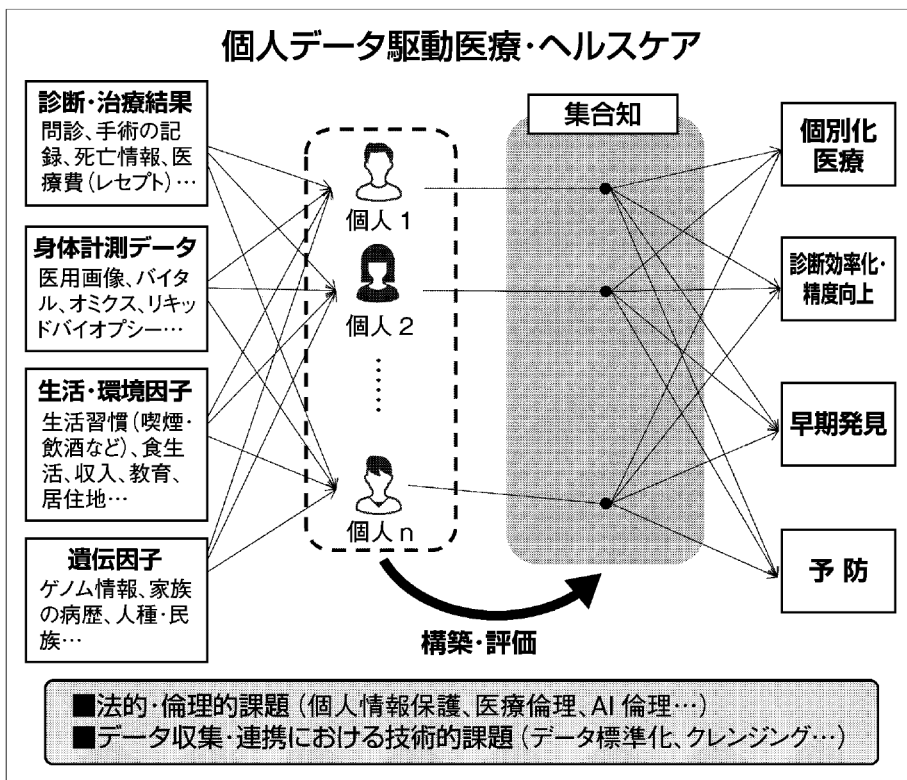 個人データ駆動医療・ヘルスケア
診断・治療結果
問診、手術の記
録、死亡情報、医
療費(レセプト)…
身体計測データ
医用画像、バイタ
ル、オミクス、リキッ
ドバイオプシー…
生活・環境因子
生活習慣(喫煙・
飲酒など)、食生
活、収入、教育、
居住地…
遺伝因子
ゲノム情報、家族
の病歴、人種・民
族…
個人1
個人2
……
個人n
集合知
構築・評価
個別化
医療
診断効率化・
精度向上
早期発見
予防
■法的・倫理的課題(個人情報保護、医療倫理、AI倫理…)
■データ収集・連携における技術的課題(データ標準化、クレンジング…)